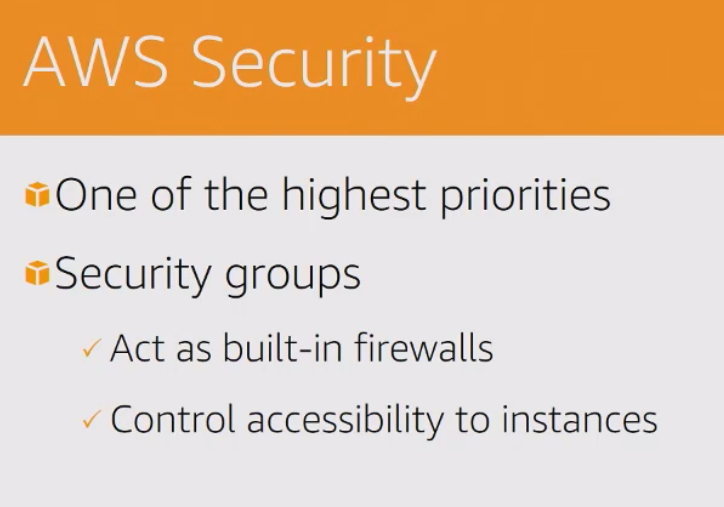 AWS Security
One of the highest priorities
Security groups
✓ Act as built-in firewalls
✓ Control accessibility to instances